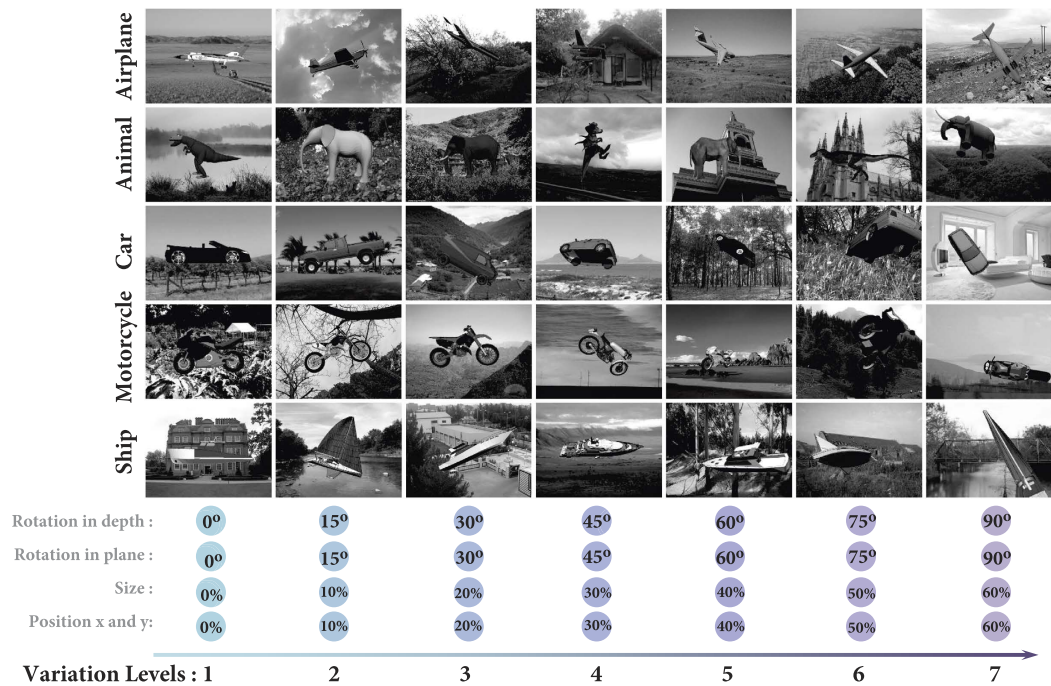 Airplane
Animal
Car
Motorcycle
Ship
Rotation in depth : 0º 15º 30º 45º 60º 75º 90º
Rotation in plane : 0º 15º 30º 45º 60º 75º 90º
Size : 0% 10% 20% 30% 40% 50% 60%
Position x and y: 0% 10% 20% 30% 40% 50% 60%
Variation Levels : 1 2 3 4 5 6 7